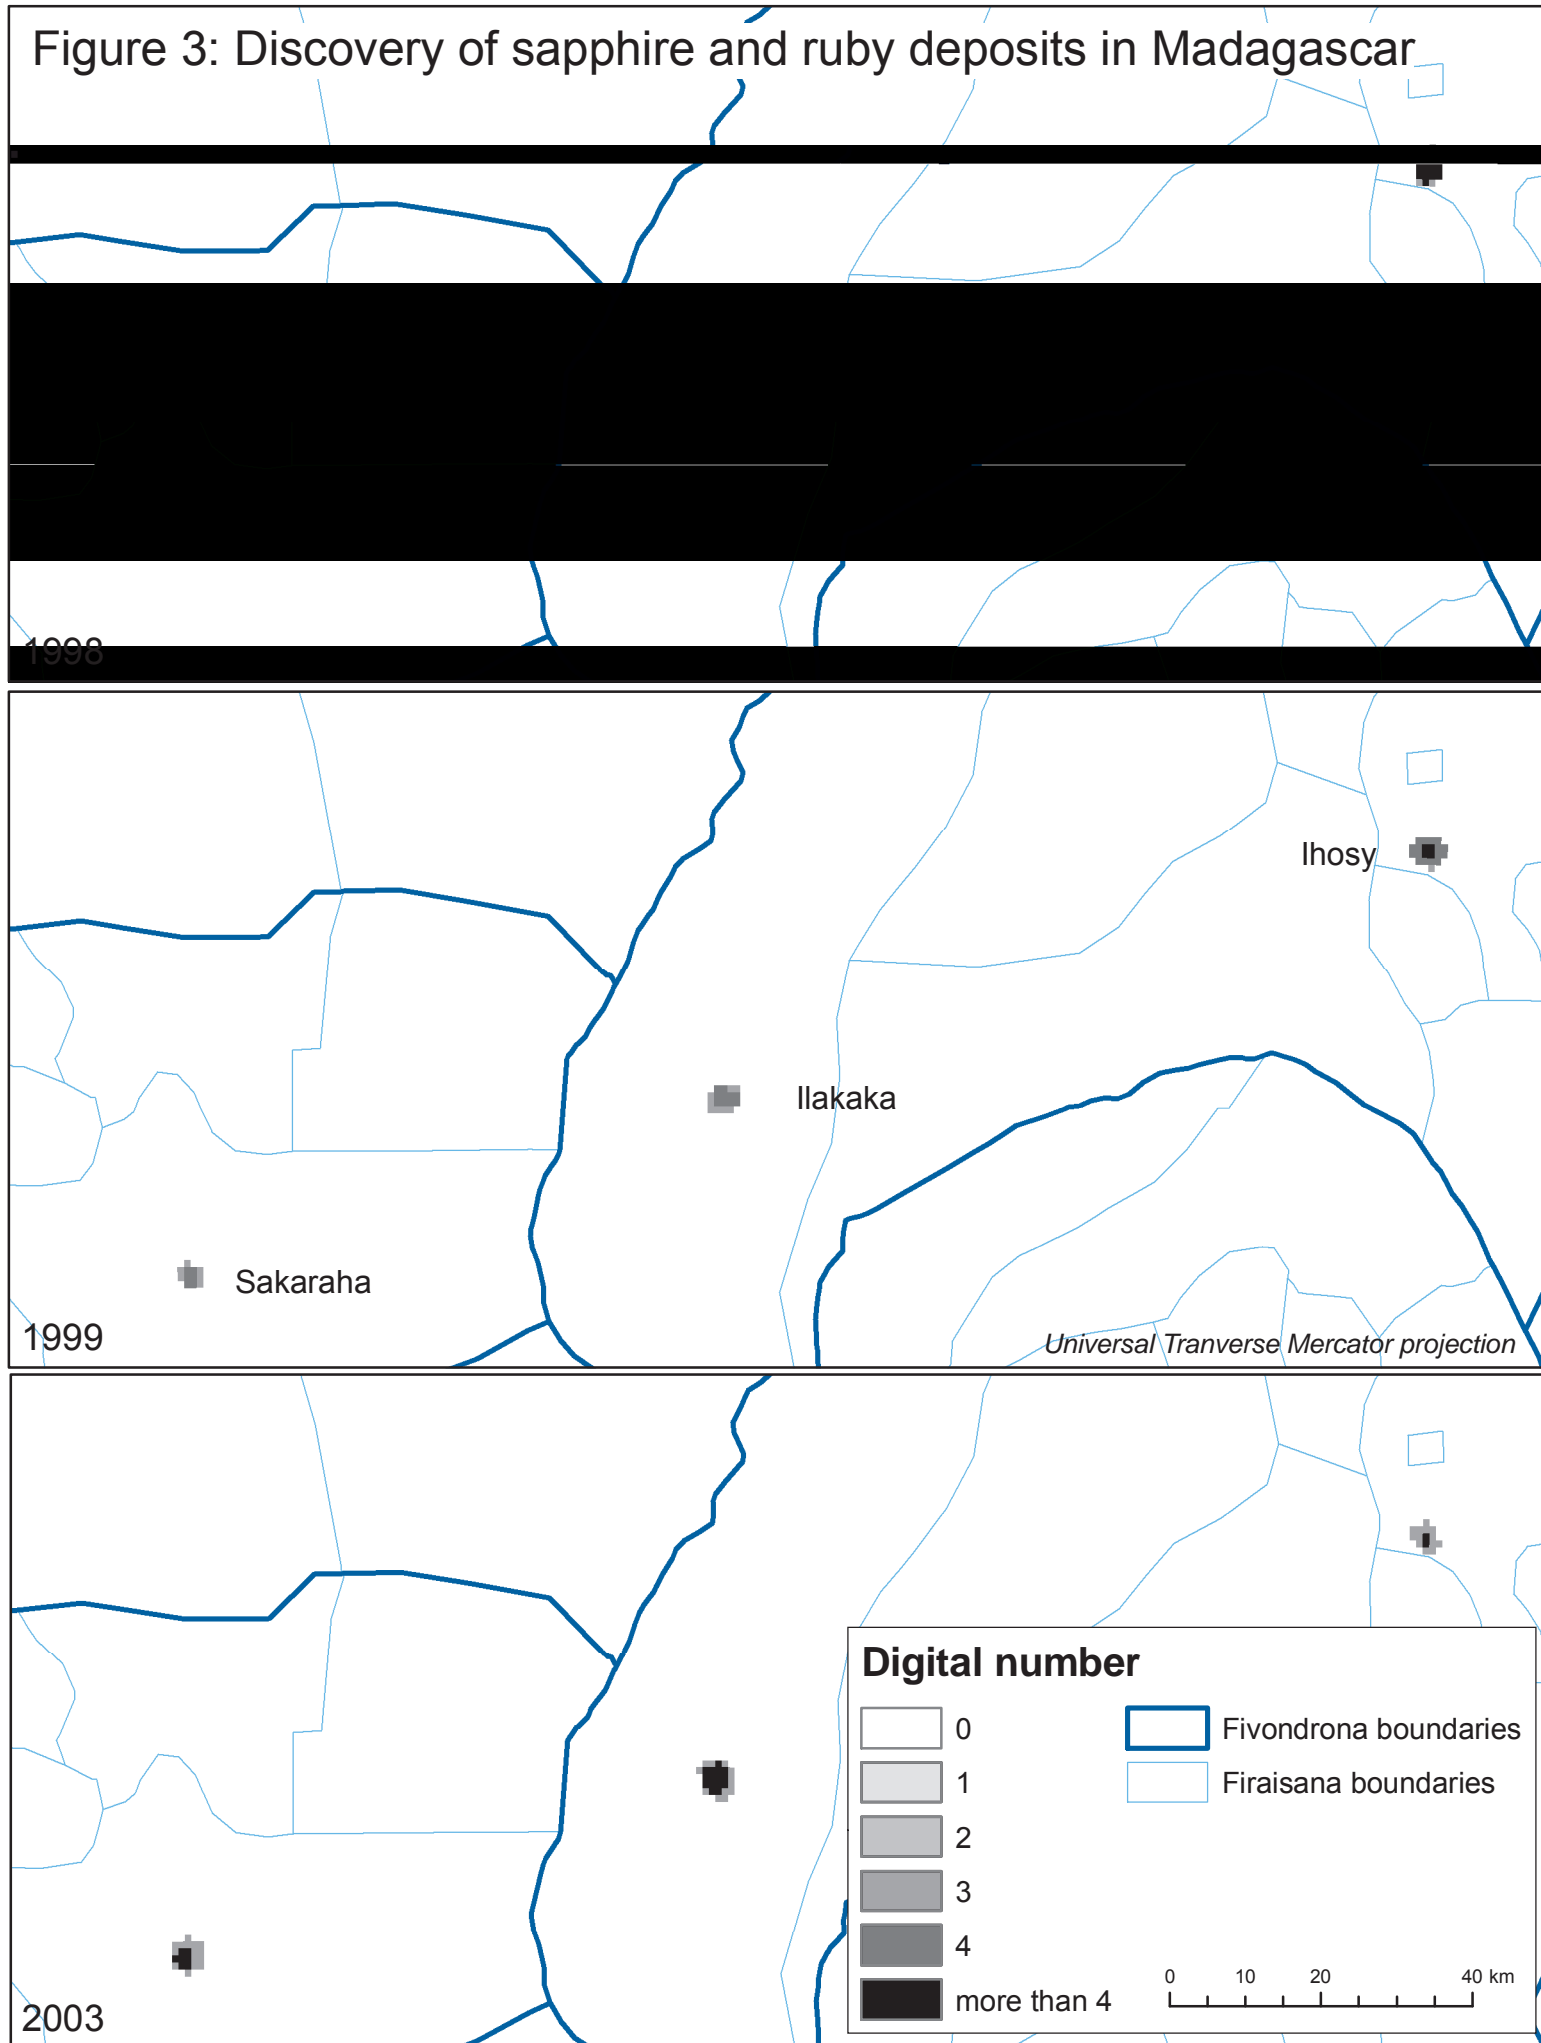 Figure 3: Discovery of sapphire and ruby deposits in Madagascar
1998
Ihosy
Ilakaka
Sakaraha
1999
Universal Tranverse Mercator projection
Digital number
0
1
2
3
4
more than 4
Fivondrona boundaries
Firaisana boundaries
0 10 20 40 km
2003